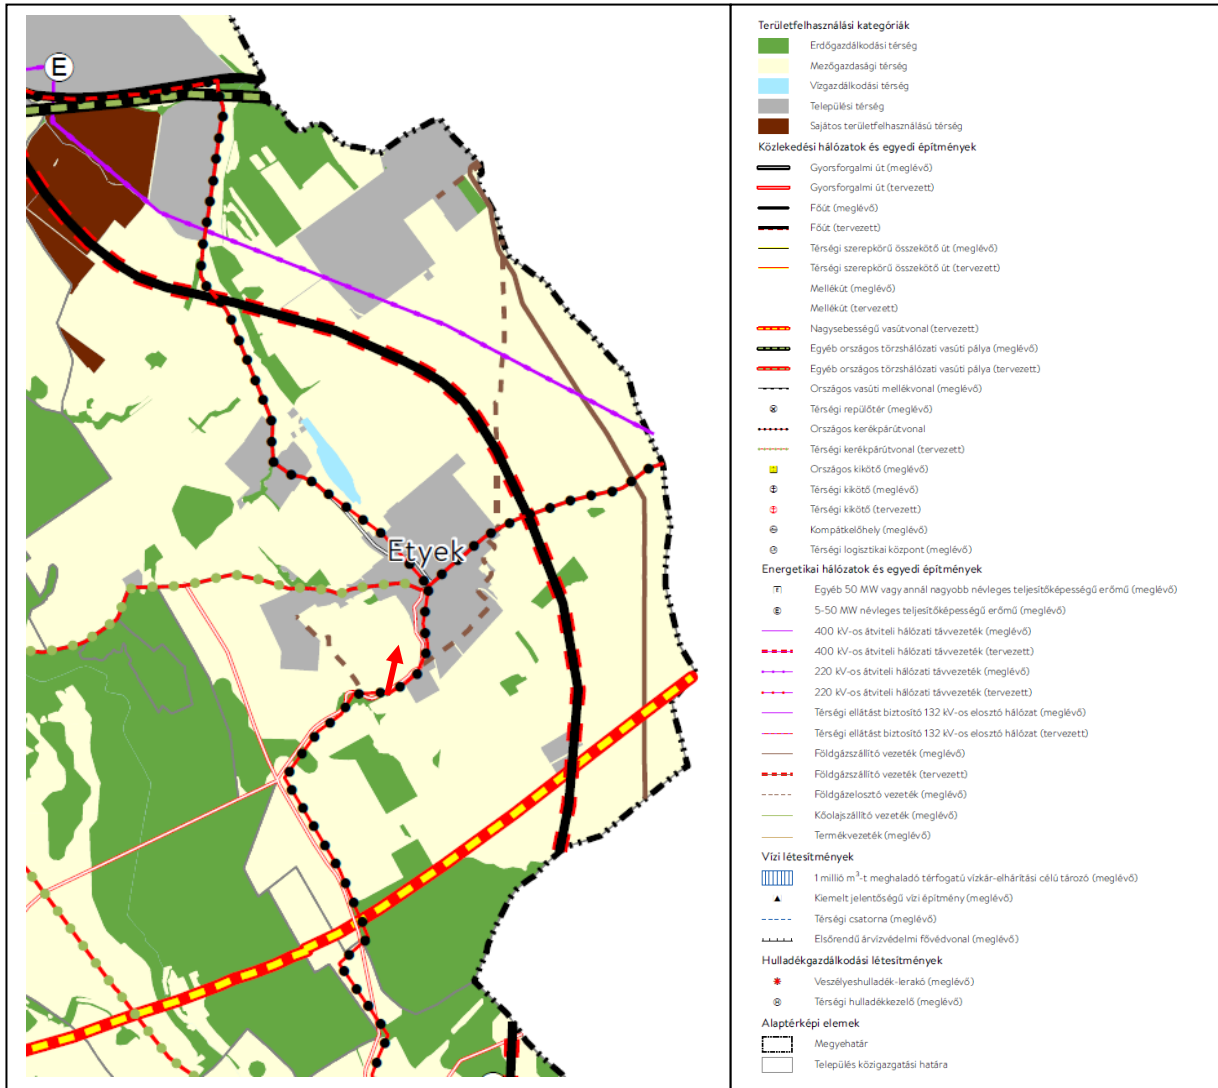 E
Etyek
Területfelhasználási kategóriák
Erdőgazdálkodási térség
Mezőgazdasági térség
Vízgazdálkodási térség
Települési térség
Sajátos területfelhasználású térség
Közlekedési hálózatok és egyedi építmények
Gyorsforgalmi út (meglévő)
Gyorsforgalmi út (tervezett)
Főút (meglévő)
Főút (tervezett)
Térségi szerepkörű összekötő út (meglévő)
Térségi szerepkörű összekötő út (tervezett)
Mellékút (meglévő)
Mellékút (tervezett)
Nagysebességű vasútvonal (tervezett)
Egyéb országos törzshálózati vasúti pálya (meglévő)
Egyéb országos törzshálózati vasúti pálya (tervezett)
Országos vasúti mellékvonal (meglévő)
Térségi repülőtér (meglévő)
Országos kerékpárútvonal
Térségi kerékpárútvonal (tervezett)
Országos kikötő (meglévő)
Térségi kikötő (meglévő)
Térségi kikötő (tervezett)
Kompátkelőhely (meglévő)
Térségi logisztikai központ (meglévő)
Energetikai hálózatok és egyedi építmények
Egyéb 50 MW vagy annál nagyobb névleges teljesítőképességű erőmű (meglévő)
E 5-50 MW névleges teljesítőképességű erőmű (meglévő)
400 kV-os átviteli hálózati távvezeték (meglévő)
400 kV-os átviteli hálózati távvezeték (tervezett)
220 kV-os átviteli hálózati távvezeték (meglévő)
220 kV-os átviteli hálózati távvezeték (tervezett)
Térségi ellátást biztosító 132 kV-os elosztó hálózat (meglévő)
Térségi ellátást biztosító 132 kV-os elosztó hálózat (tervezett)
Földgázszállító vezeték (meglévő)
Földgázszállító vezeték (tervezett)
Földgázelosztó vezeték (meglévő)
Kőolajszállító vezeték (meglévő)
Termékvezeték (meglévő)
Vízi létesítmények
1 millió m³-t meghaladó térfogatú vízkár-elhárítási célú tározó (meglévő)
Kiemelt jelentőségű vízi építmény (meglévő)
Térségi csatorna (meglévő)
Elsőrendű árvízvédelmi fővédvonal (meglévő)
Hulladékgazdálkodási létesítmények
Veszélyeshulladék-lerakó (meglévő)
Térségi hulladékkezelő (meglévő)
Alaptérképi elemek
Megyehatár
Település közigazgatási határa